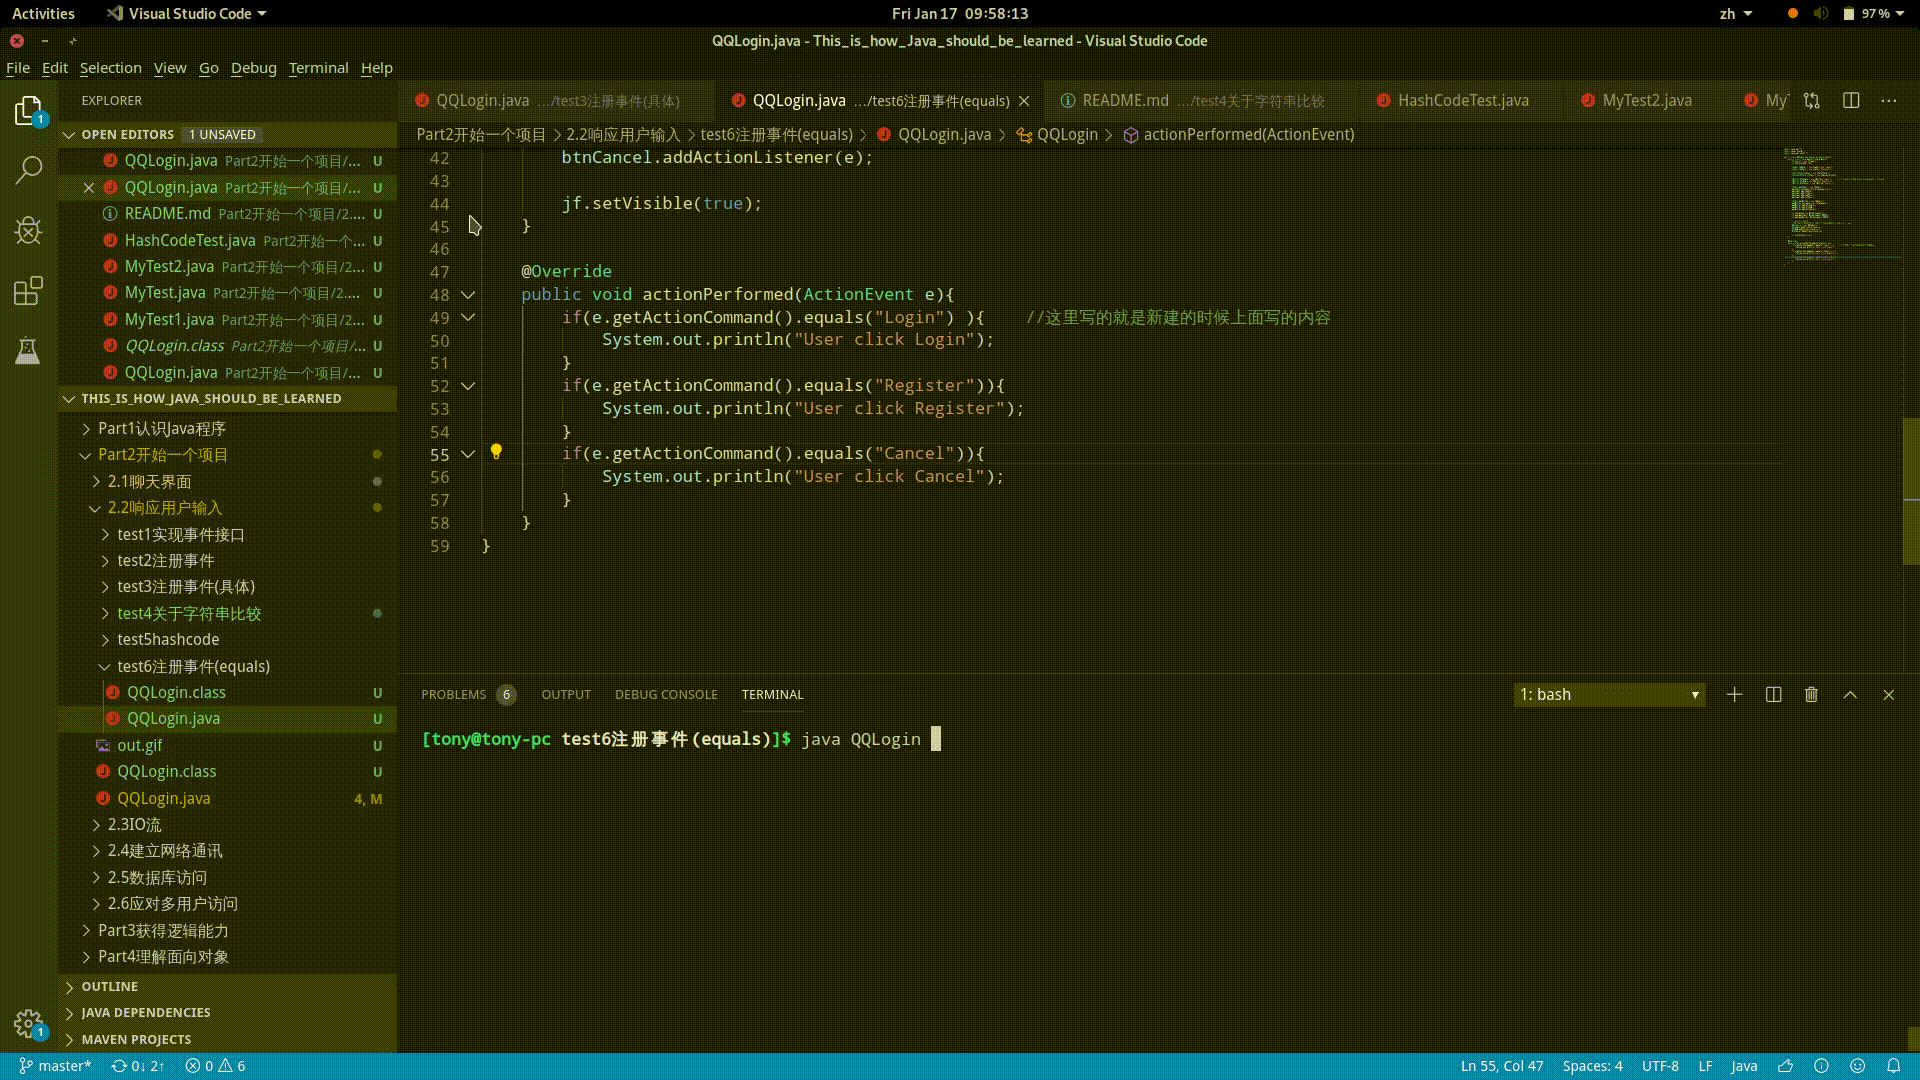 Activities
Visual Studio Code
Fri Jan 17 09:58:13
zh
97 %
QQLogin.java - This_is_how_Java_should_be_learned - Visual Studio Code
File Edit Selection View Go Debug Terminal Help
1
EXPLORER
OPEN EDITORS 1 UNSAVED
QQLogin.java Part2开始一个项目/... U
QQLogin.java Part2开始一个项目/... U
README.md Part2开始一个项目/2.... U
HashCodeTest.java Part2开始一个... U
MyTest2.java Part2开始一个项目/2... U
MyTest.java Part2开始一个项目/2.... U
MyTest1.java Part2开始一个项目/2... U
QQLogin.class Part2开始一个项目/... U
QQLogin.java Part2开始一个项目/... U
THIS_IS_HOW_JAVA_SHOULD_BE_LEARNED
Part1认识Java程序
Part2开始一个项目
2.1聊天界面
2.2响应用户输入
test1实现事件接口
test2注册事件
test3注册事件(具体)
test4关于字符串比较
test5hashcode
test6注册事件(equals)
QQLogin.class U
QQLogin.java U
out.gif U
QQLogin.class U
QQLogin.java 4, M
2.3IO流
2.4建立网络通讯
2.5数据库访问
2.6应对多用户访问
Part3获得逻辑能力
Part4理解面向对象
OUTLINE
JAVA DEPENDENCIES
MAVEN PROJECTS
1
QQLogin.java .../test3注册事件(具体)
QQLogin.java .../test6注册事件(equals)
README.md .../test4关于字符串比较
HashCodeTest.java
MyTest2.java
MyT
Part2开始一个项目 > 2.2响应用户输入 > test6注册事件(equals) > QQLogin.java > QQLogin > actionPerformed(ActionEvent)
42 btnCancel.addActionListener(e);
43
44 jf.setVisible(true);
45 }
46
47 @Override
48 public void actionPerformed(ActionEvent e){
49 if(e.getActionCommand().equals("Login") ){ //这里写的就是新建的时候上面写的内容
50 System.out.println("User click Login");
51 }
52 if(e.getActionCommand().equals("Register")){
53 System.out.println("User click Register");
54 }
55 if(e.getActionCommand().equals("Cancel")){
56 System.out.println("User click Cancel");
57 }
58 }
59 }
PROBLEMS 6 OUTPUT DEBUG CONSOLE TERMINAL
1: bash
[tony@tony-pc test6注册事件(equals)]$ java QQLogin
master* 0↓ 2↑ 0 6
Ln 55, Col 47 Spaces: 4 UTF-8 LF Java